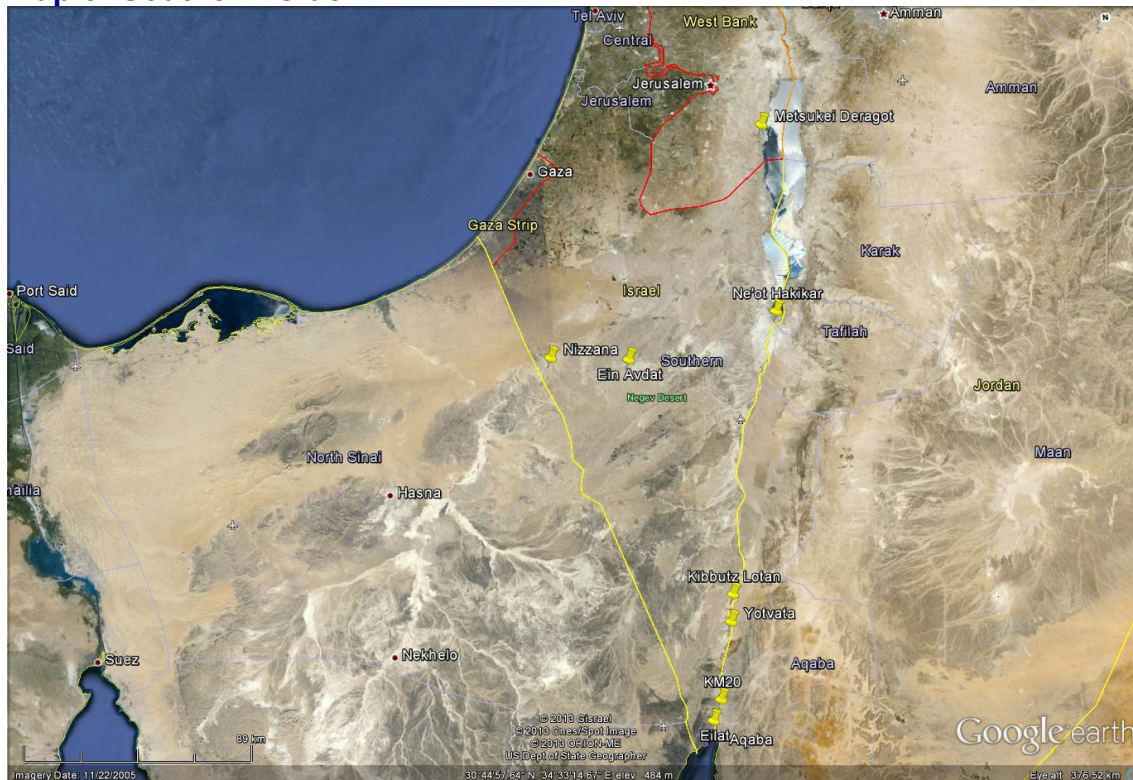 Tel Aviv
West Bank
Amman
N
Central
Jerusalem
Jerusalem
Amman
Metsukei Deragot
Gaza
Gaza Strip
Karak
Port Said
Israel
Ne'ot Hakikar
Said
Nizzana
Southern
Tafilah
Ein Avdat
Jordan
Negev Desert
North Sinai
Maan
Hasna
Kibbutz Lotan
Yotvata
Suez
Nekhelo
Aqaba
KM20
© 2013 Gisrael
© 2013 Cnes/Spot Image
© 2013 ORION-ME
US Dept of State Geographer
Eilat
Aqaba
Google earth
89 km
Imagery Date: 11/22/2005
30°44'57.64" N 34°33'14.67" E elev 484 m
Eye alt 376.52 km